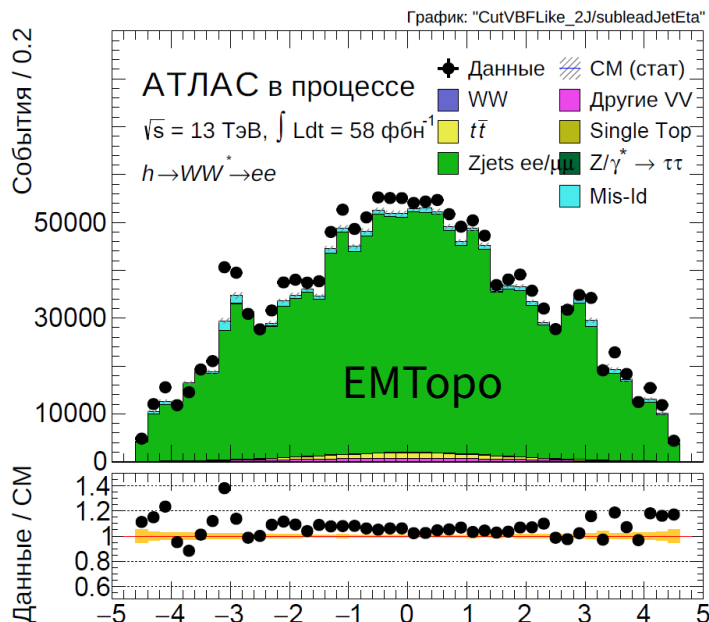 График: "CutVBFLike_2J/subleadJetEta"
События / 0.2
АТЛАС в процессе
√s = 13 ТэВ, ∫ Ldt = 58 фбн⁻¹
h→WW*→ee
Данные
СМ (стат)
WW
Другие VV
tt̄
Single Top
Zjets ee/μμ
Z/γ* → ττ
Mis-Id
50000
30000
10000
0
EMTopo
Данные / СМ
1.4
1.2
1
0.8
0.6
−5 −4 −3 −2 −1 0 1 2 3 4 5